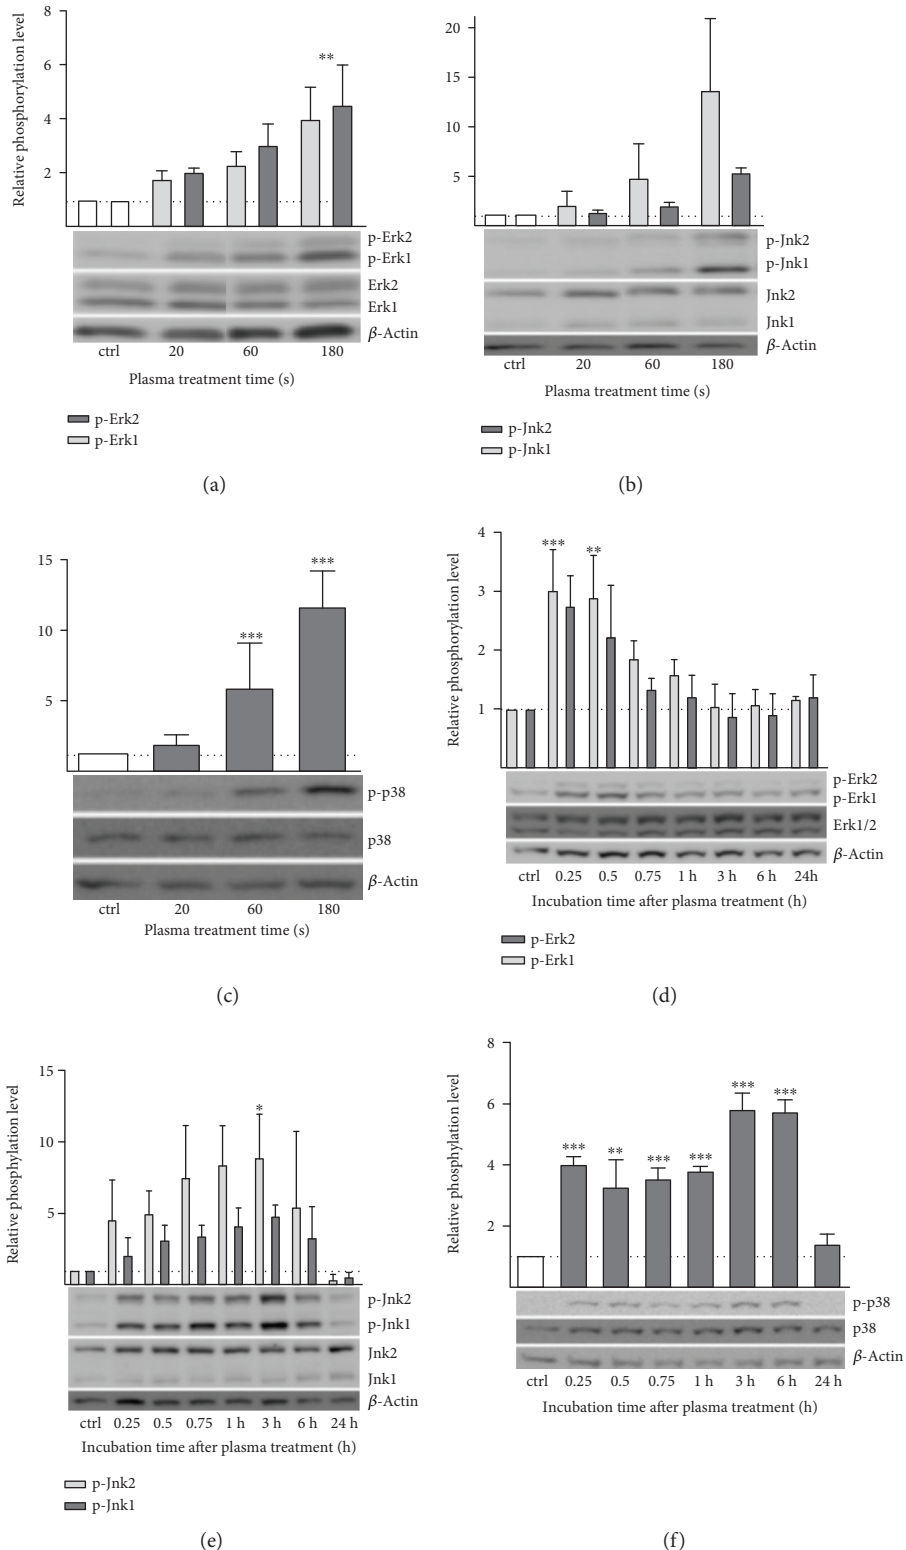 Relative phosphorylation level
8
6
4
2
**
p-Erk2
p-Erk1
Erk2
Erk1
β-Actin
ctrl 20 60 180
Plasma treatment time (s)
p-Erk2
p-Erk1
(a)
20
15
10
5
p-Jnk2
p-Jnk1
Jnk2
Jnk1
β-Actin
ctrl 20 60 180
Plasma treatment time (s)
p-Jnk2
p-Jnk1
(b)
15
10
5
***
***
p-p38
p38
β-Actin
ctrl 20 60 180
Plasma treatment time (s)
(c)
Relative phosphorylation level
4
3
2
1
*** **
p-Erk2
p-Erk1
Erk1/2
β-Actin
ctrl 0.25 0.5 0.75 1 h 3 h 6 h 24h
Incubation time after plasma treatment (h)
p-Erk2
p-Erk1
(d)
Relative phosphylation level
15
10
5
*
p-Jnk2
p-Jnk1
Jnk2
Jnk1
β-Actin
ctrl 0.25 0.5 0.75 1 h 3 h 6 h 24 h
Incubation time after plasma treatment (h)
p-Jnk2
p-Jnk1
(e)
Relative phosphorylation level
8
6
4
2
*** ** *** *** *** ***
p-p38
p38
β-Actin
ctrl 0.25 0.5 0.75 1 h 3 h 6 h 24 h
Incubation time after plasma treatment (h)
(f)